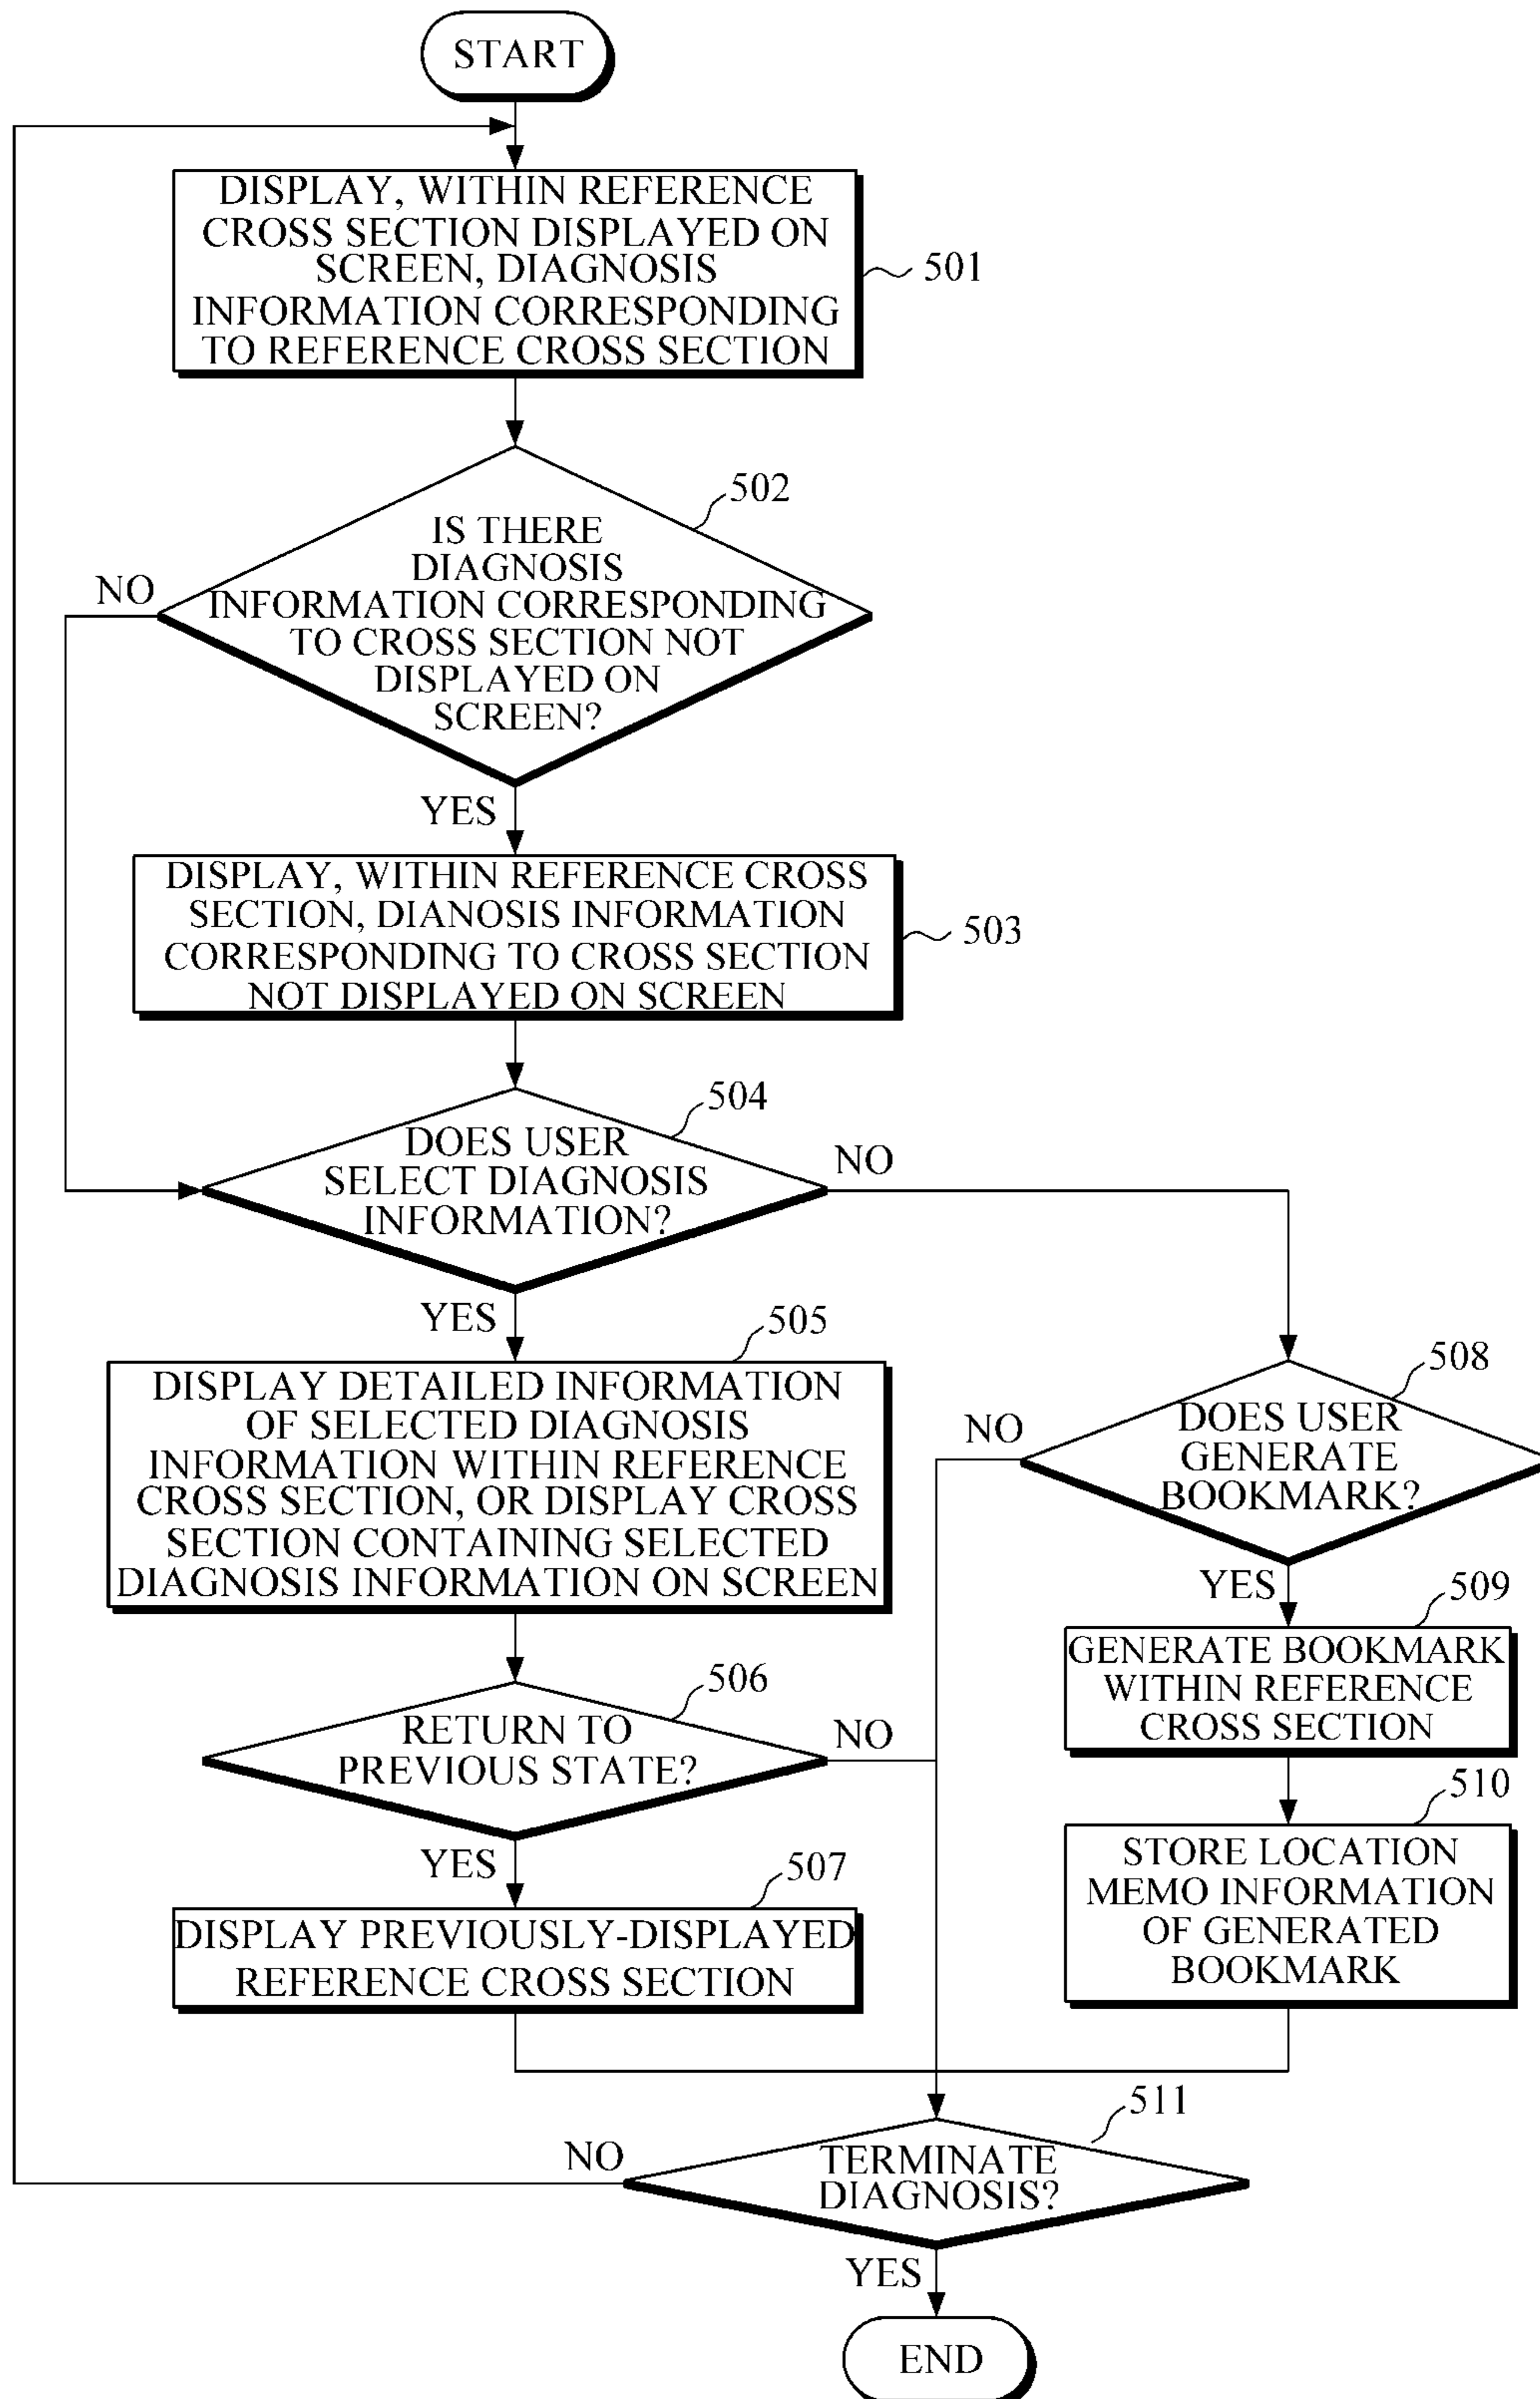 START
DISPLAY, WITHIN REFERENCE
CROSS SECTION DISPLAYED ON
SCREEN, DIAGNOSIS
INFORMATION CORRESPONDING
TO REFERENCE CROSS SECTION
501
502
IS THERE
DIAGNOSIS
INFORMATION CORRESPONDING
TO CROSS SECTION NOT
DISPLAYED ON
SCREEN?
NO
YES
DISPLAY, WITHIN REFERENCE CROSS
SECTION, DIANOSIS INFORMATION
CORRESPONDING TO CROSS SECTION
NOT DISPLAYED ON SCREEN
503
504
DOES USER
SELECT DIAGNOSIS
INFORMATION?
NO
YES
505
DISPLAY DETAILED INFORMATION
OF SELECTED DIAGNOSIS
INFORMATION WITHIN REFERENCE
CROSS SECTION, OR DISPLAY CROSS
SECTION CONTAINING SELECTED
DIAGNOSIS INFORMATION ON SCREEN
506
RETURN TO
PREVIOUS STATE?
NO
YES
507
DISPLAY PREVIOUSLY-DISPLAYED
REFERENCE CROSS SECTION
508
DOES USER
GENERATE
BOOKMARK?
NO
YES
509
GENERATE BOOKMARK
WITHIN REFERENCE
CROSS SECTION
510
STORE LOCATION
MEMO INFORMATION
OF GENERATED
BOOKMARK
511
TERMINATE
DIAGNOSIS?
NO
YES
END